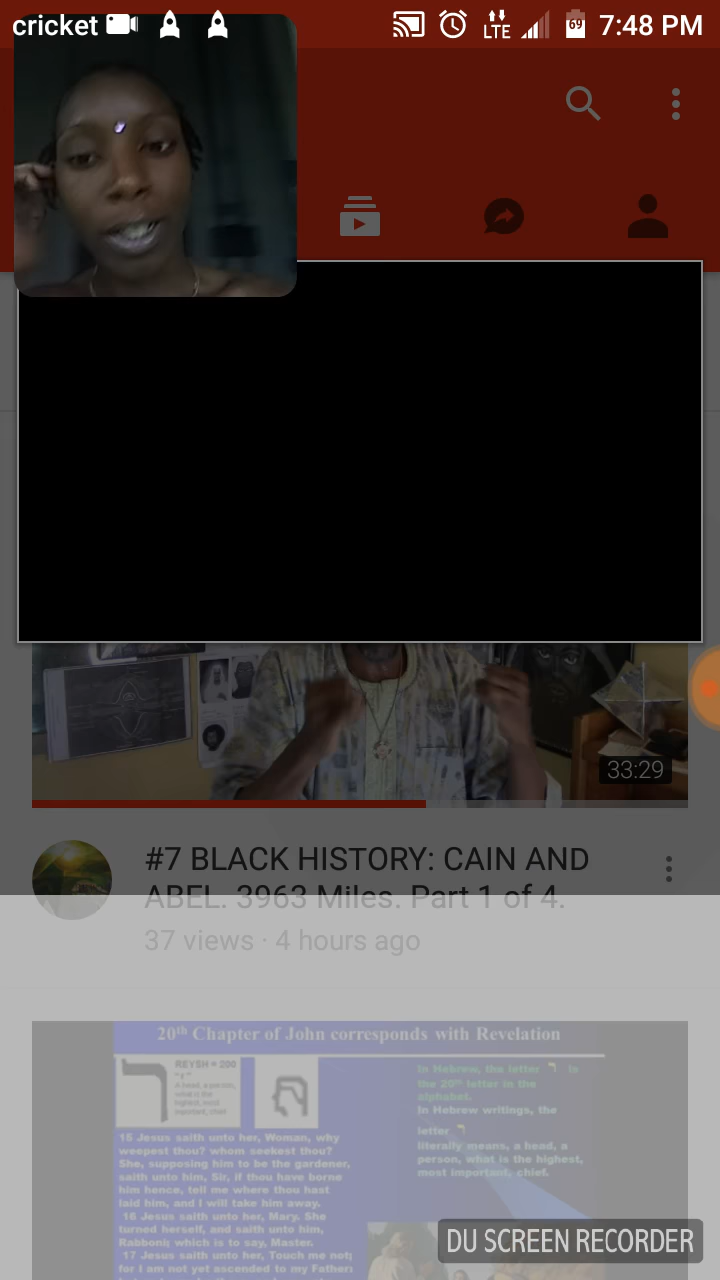 cricket LTE 69 7:48 PM
33:29
#7 BLACK HISTORY: CAIN AND
ABEL. 3963 Miles. Part 1 of 4.
37 views · 4 hours ago
20th Chapter of John corresponds with Revelation
REYSH = 200
" r "
A head, a person,
what is the
highest, most
important, chief
In Hebrew, the letter ר is
the 20th letter in the
alphabet.
In Hebrew writings, the
letter ר
literally means, a head, a
person, what is the highest,
most important, chief.
ר
15 Jesus saith unto her, Woman, why
weepest thou? whom seekest thou?
She, supposing him to be the gardener,
saith unto him, Sir, if thou have borne
him hence, tell me where thou hast
laid him, and I will take him away.
16 Jesus saith unto her, Mary. She
turned herself, and saith unto him,
Rabboni; which is to say, Master.
17 Jesus saith unto her, Touch me not;
for I am not yet ascended to my Father:
DU SCREEN RECORDER